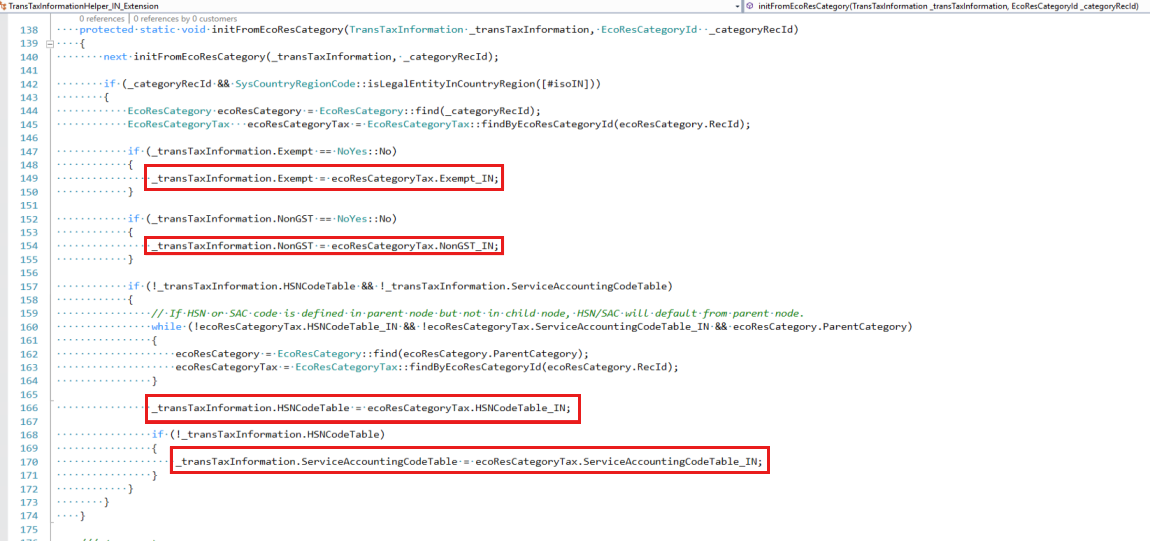 TransTaxInformationHelper_IN_Extension
initFromEcoResCategory(TransTaxInformation _transTaxInformation, EcoResCategoryId _categoryRecId)
0 references | 0 references by 0 customers
138 protected static void initFromEcoResCategory(TransTaxInformation _transTaxInformation, EcoResCategoryId _categoryRecId)
139 {
140 next initFromEcoResCategory(_transTaxInformation, _categoryRecId);
141
142 if (_categoryRecId && SysCountryRegionCode::isLegalEntityInCountryRegion([#isoIN]))
143 {
144 EcoResCategory ecoResCategory = EcoResCategory::find(_categoryRecId);
145 EcoResCategoryTax ecoResCategoryTax = EcoResCategoryTax::findByEcoResCategoryId(ecoResCategory.RecId);
146
147 if (_transTaxInformation.Exempt == NoYes::No)
148 {
149 _transTaxInformation.Exempt = ecoResCategoryTax.Exempt_IN;
150 }
151
152 if (_transTaxInformation.NonGST == NoYes::No)
153 {
154 _transTaxInformation.NonGST = ecoResCategoryTax.NonGST_IN;
155 }
156
157 if (!_transTaxInformation.HSNCodeTable && !_transTaxInformation.ServiceAccountingCodeTable)
158 {
159 // If HSN or SAC code is defined in parent node but not in child node, HSN/SAC will default from parent node.
160 while (!ecoResCategoryTax.HSNCodeTable_IN && !ecoResCategoryTax.ServiceAccountingCodeTable_IN && ecoResCategory.ParentCategory)
161 {
162 ecoResCategory = EcoResCategory::find(ecoResCategory.ParentCategory);
163 ecoResCategoryTax = EcoResCategoryTax::findByEcoResCategoryId(ecoResCategory.RecId);
164 }
165
166 _transTaxInformation.HSNCodeTable = ecoResCategoryTax.HSNCodeTable_IN;
167
168 if (!_transTaxInformation.HSNCodeTable)
169 {
170 _transTaxInformation.ServiceAccountingCodeTable = ecoResCategoryTax.ServiceAccountingCodeTable_IN;
171 }
172 }
173 }
174 }
175